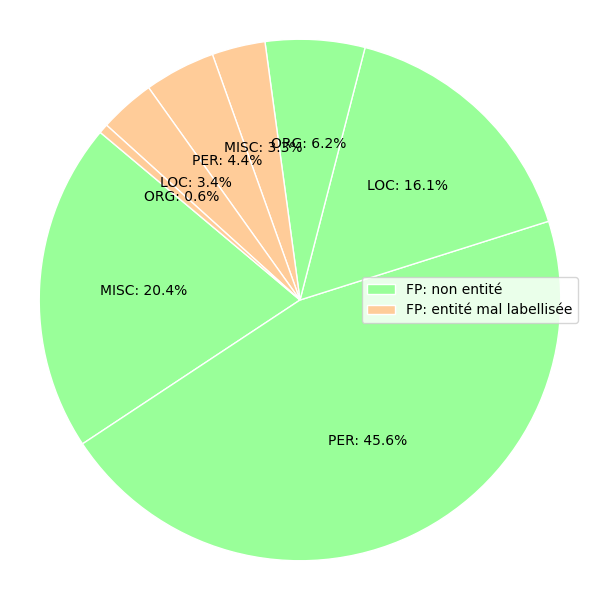 ORG: 6.2%
MISC: 3.3%
PER: 4.4%
LOC: 16.1%
LOC: 3.4%
ORG: 0.6%
MISC: 20.4%
FP: non entité
FP: entité mal labellisée
PER: 45.6%